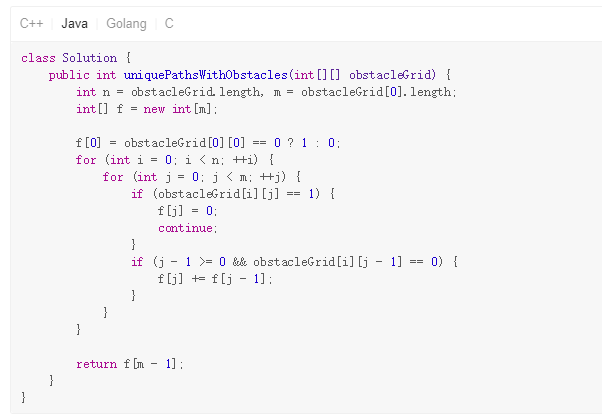 C++ Java Golang C
class Solution {
    public int uniquePathsWithObstacles(int[][] obstacleGrid) {
        int n = obstacleGrid.length, m = obstacleGrid[0].length;
        int[] f = new int[m];
        f[0] = obstacleGrid[0][0] == 0 ? 1 : 0;
        for (int i = 0; i < n; ++i) {
            for (int j = 0; j < m; ++j) {
                if (obstacleGrid[i][j] == 1) {
                    f[j] = 0;
                    continue;
                }
                if (j - 1 >= 0 && obstacleGrid[i][j - 1] == 0) {
                    f[j] += f[j - 1];
                }
            }
        }
        return f[m - 1];
    }
}